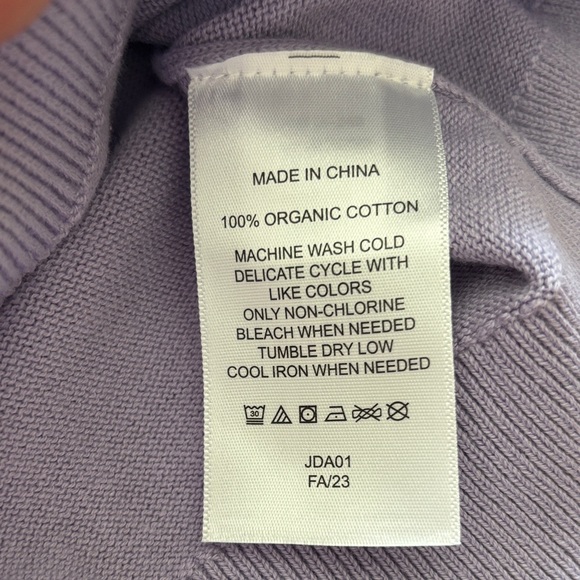 MADE IN CHINA
100% ORGANIC COTTON
MACHINE WASH COLD
DELICATE CYCLE WITH
LIKE COLORS
ONLY NON-CHLORINE
BLEACH WHEN NEEDED
TUMBLE DRY LOW
COOL IRON WHEN NEEDED
30
JDA01
FA/23